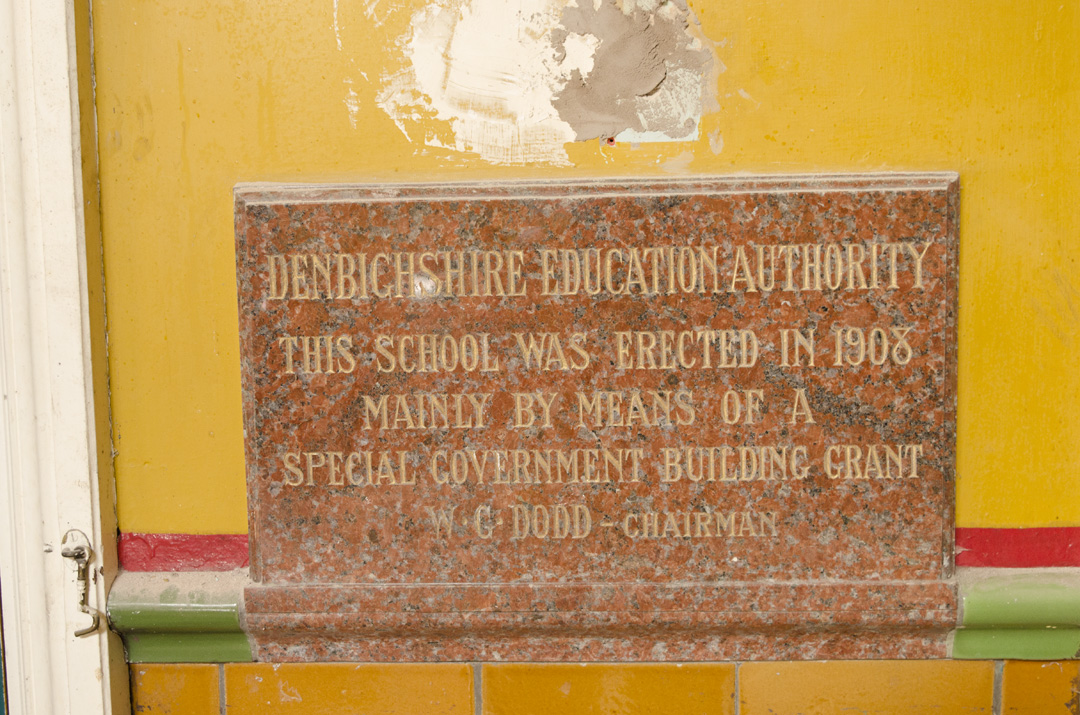 DENBIGHSHIRE EDUCATION AUTHORITY
THIS SCHOOL WAS ERECTED IN 1908
MAINLY BY MEANS OF A
SPECIAL GOVERNMENT BUILDING GRANT
W·G·DODD - CHAIRMAN